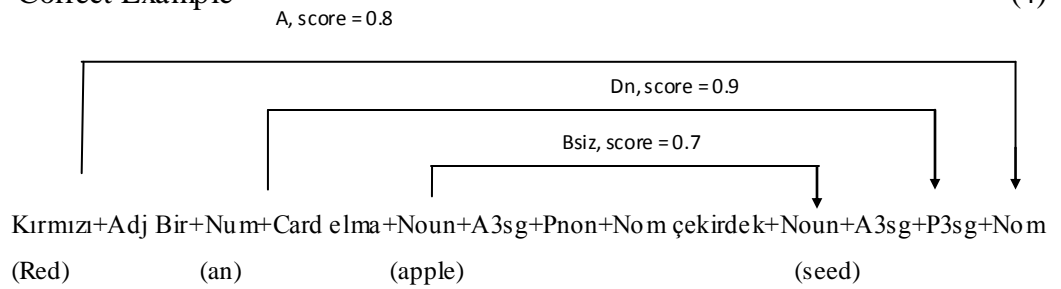 Correct Example (4)
A, score = 0.8
Dn, score = 0.9
Bsiz, score = 0.7
Kırmızı+Adj Bir+Num+Card elma+Noun+A3sg+Pnon+Nom çekirdek+Noun+A3sg+P3sg+Nom
(Red) (an) (apple) (seed)